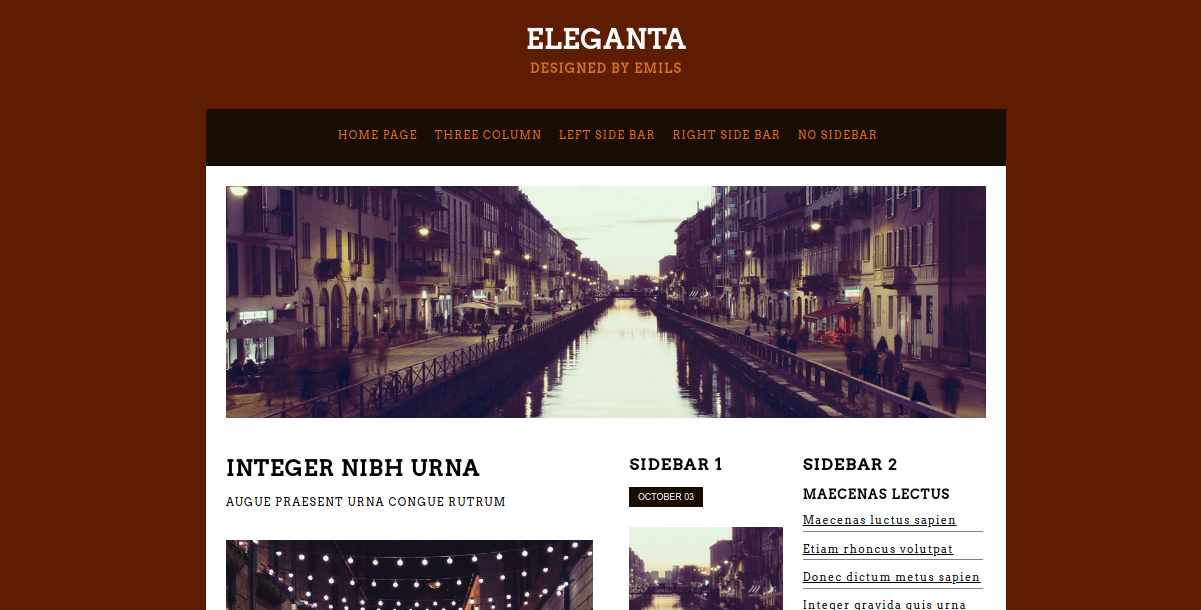 ELEGANTA
DESIGNED BY EMILS
HOME PAGE THREE COLUMN LEFT SIDE BAR RIGHT SIDE BAR NO SIDEBAR
INTEGER NIBH URNA
AUGUE PRAESENT URNA CONGUE RUTRUM
SIDEBAR 1
OCTOBER 03
SIDEBAR 2
MAECENAS LECTUS
Maecenas luctus sapien
Etiam rhoncus volutpat
Donec dictum metus sapien
Integer gravida quis urna